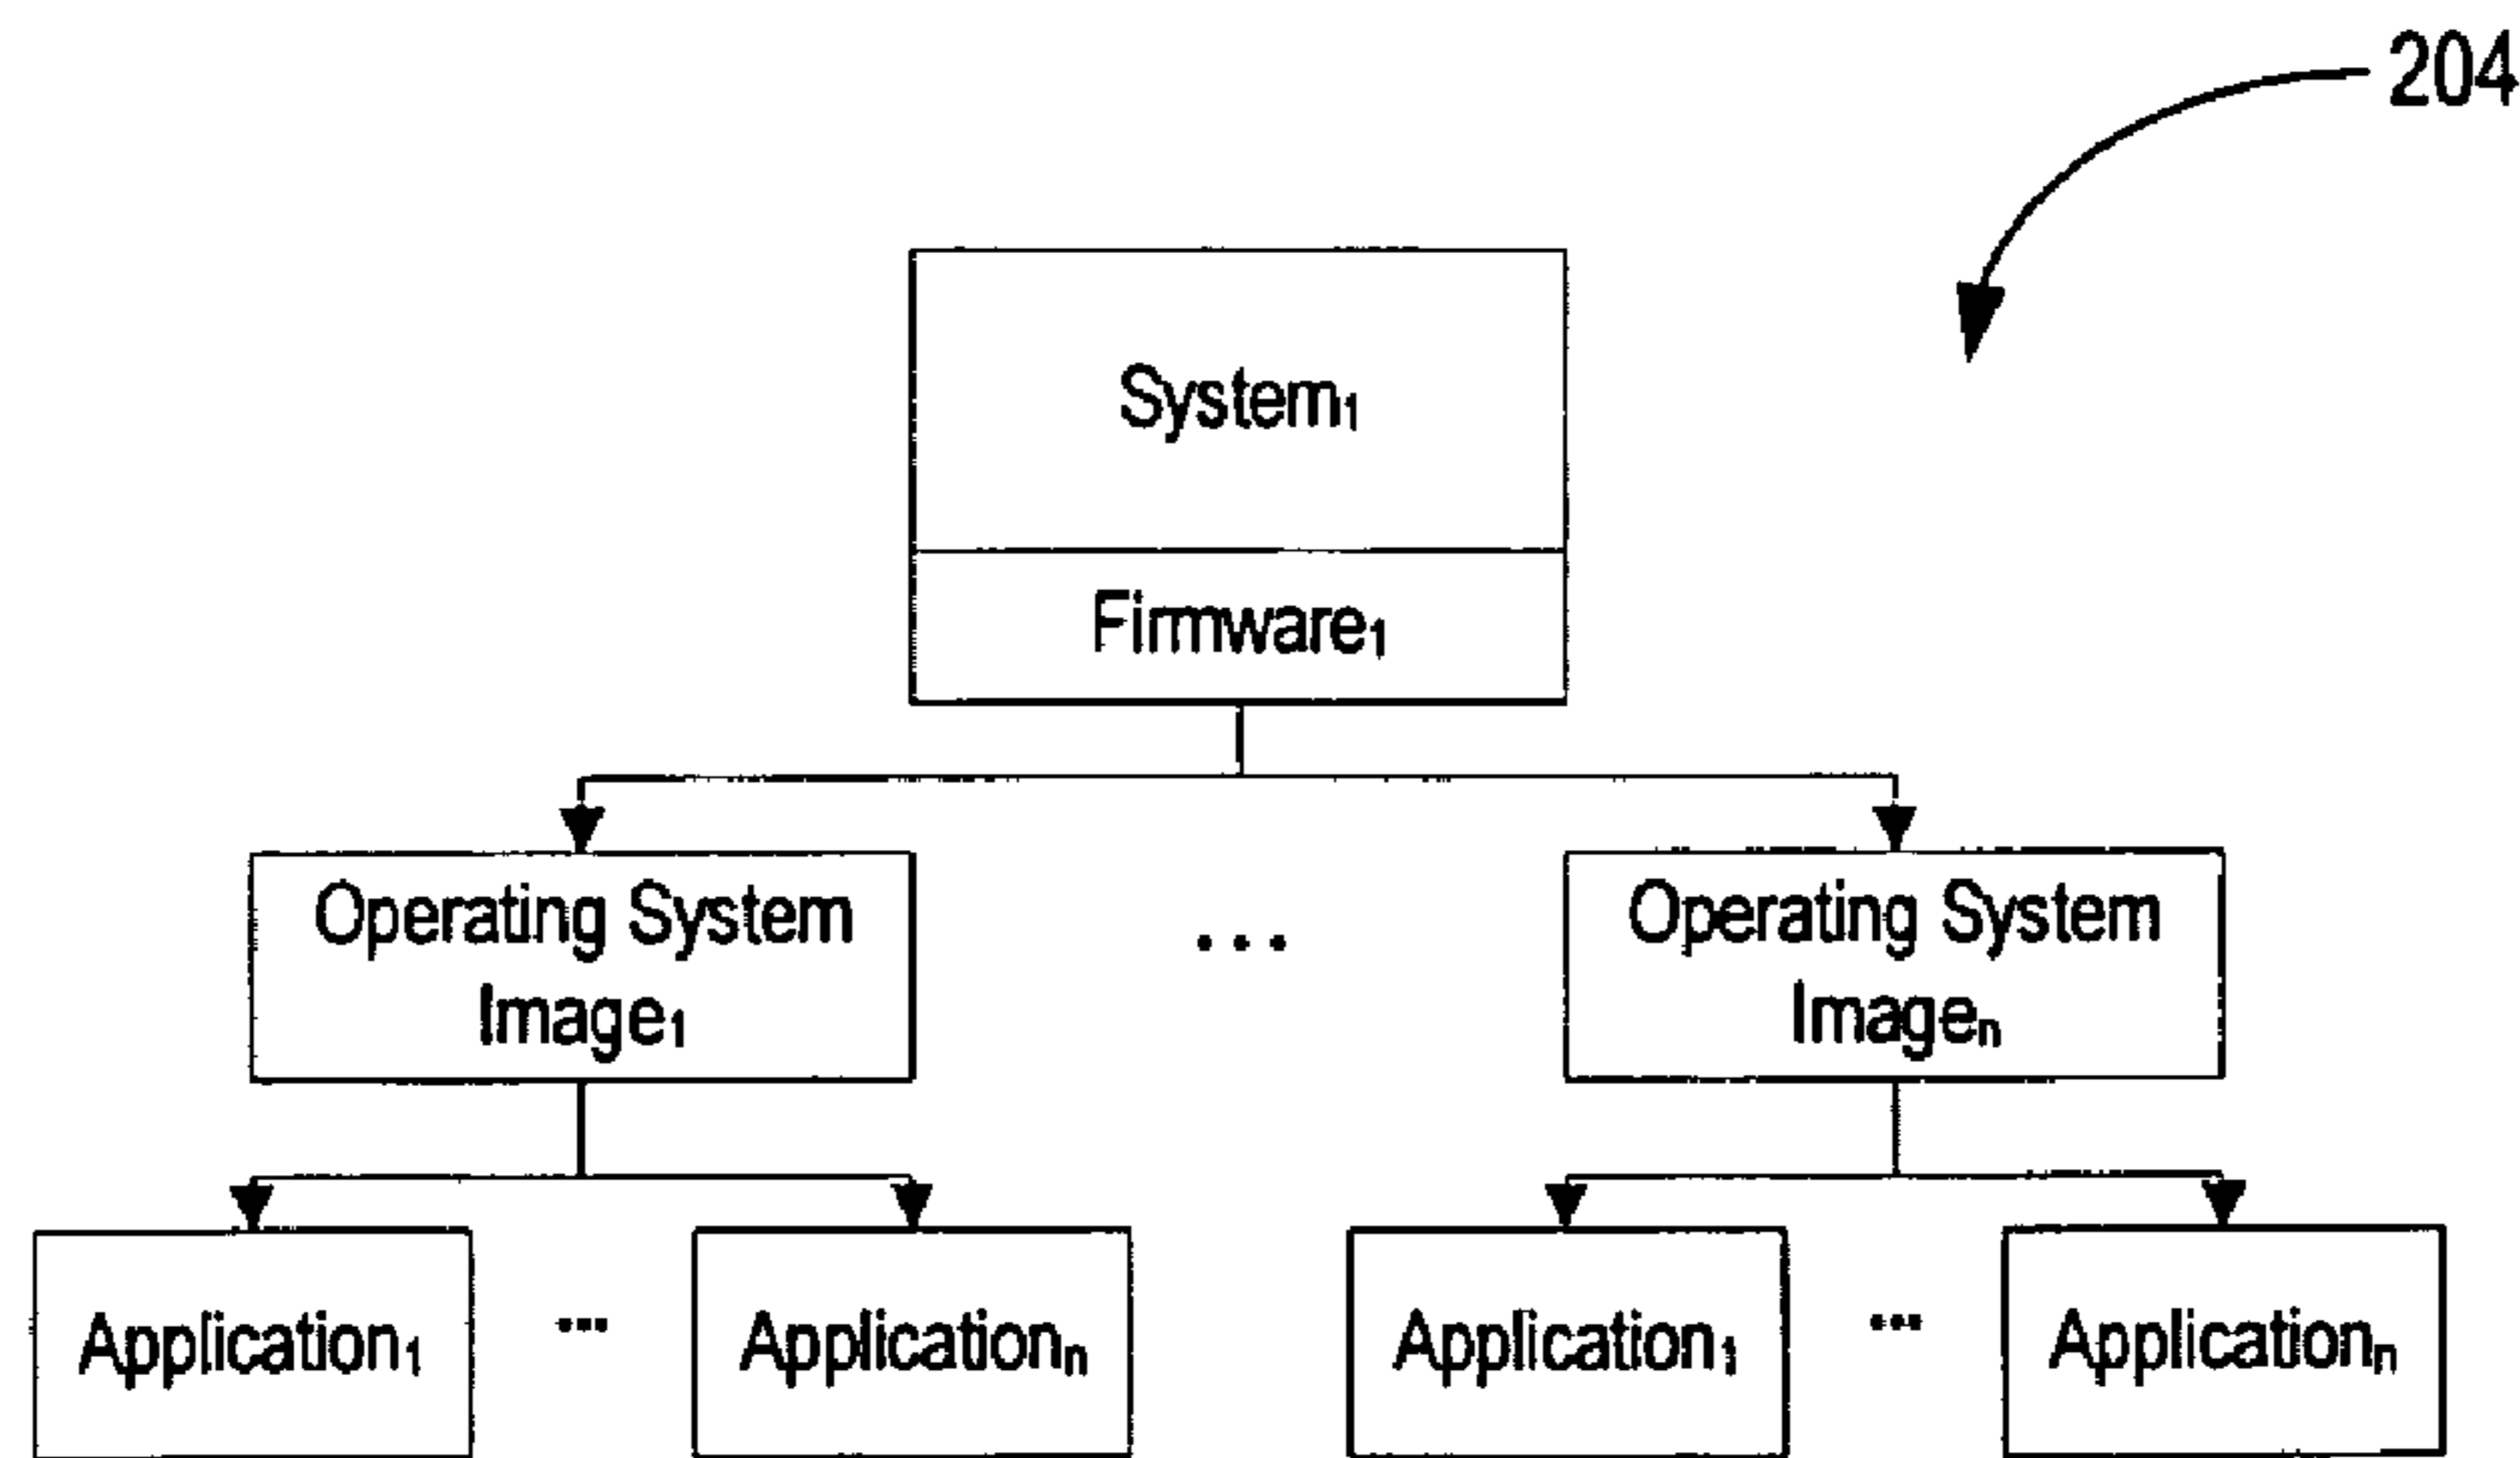 204
System₁
Firmware₁
Operating System
Image₁
...
Operating System
Imageₙ
Application₁
...
Applicationₙ
Application₁
...
Applicationₙ